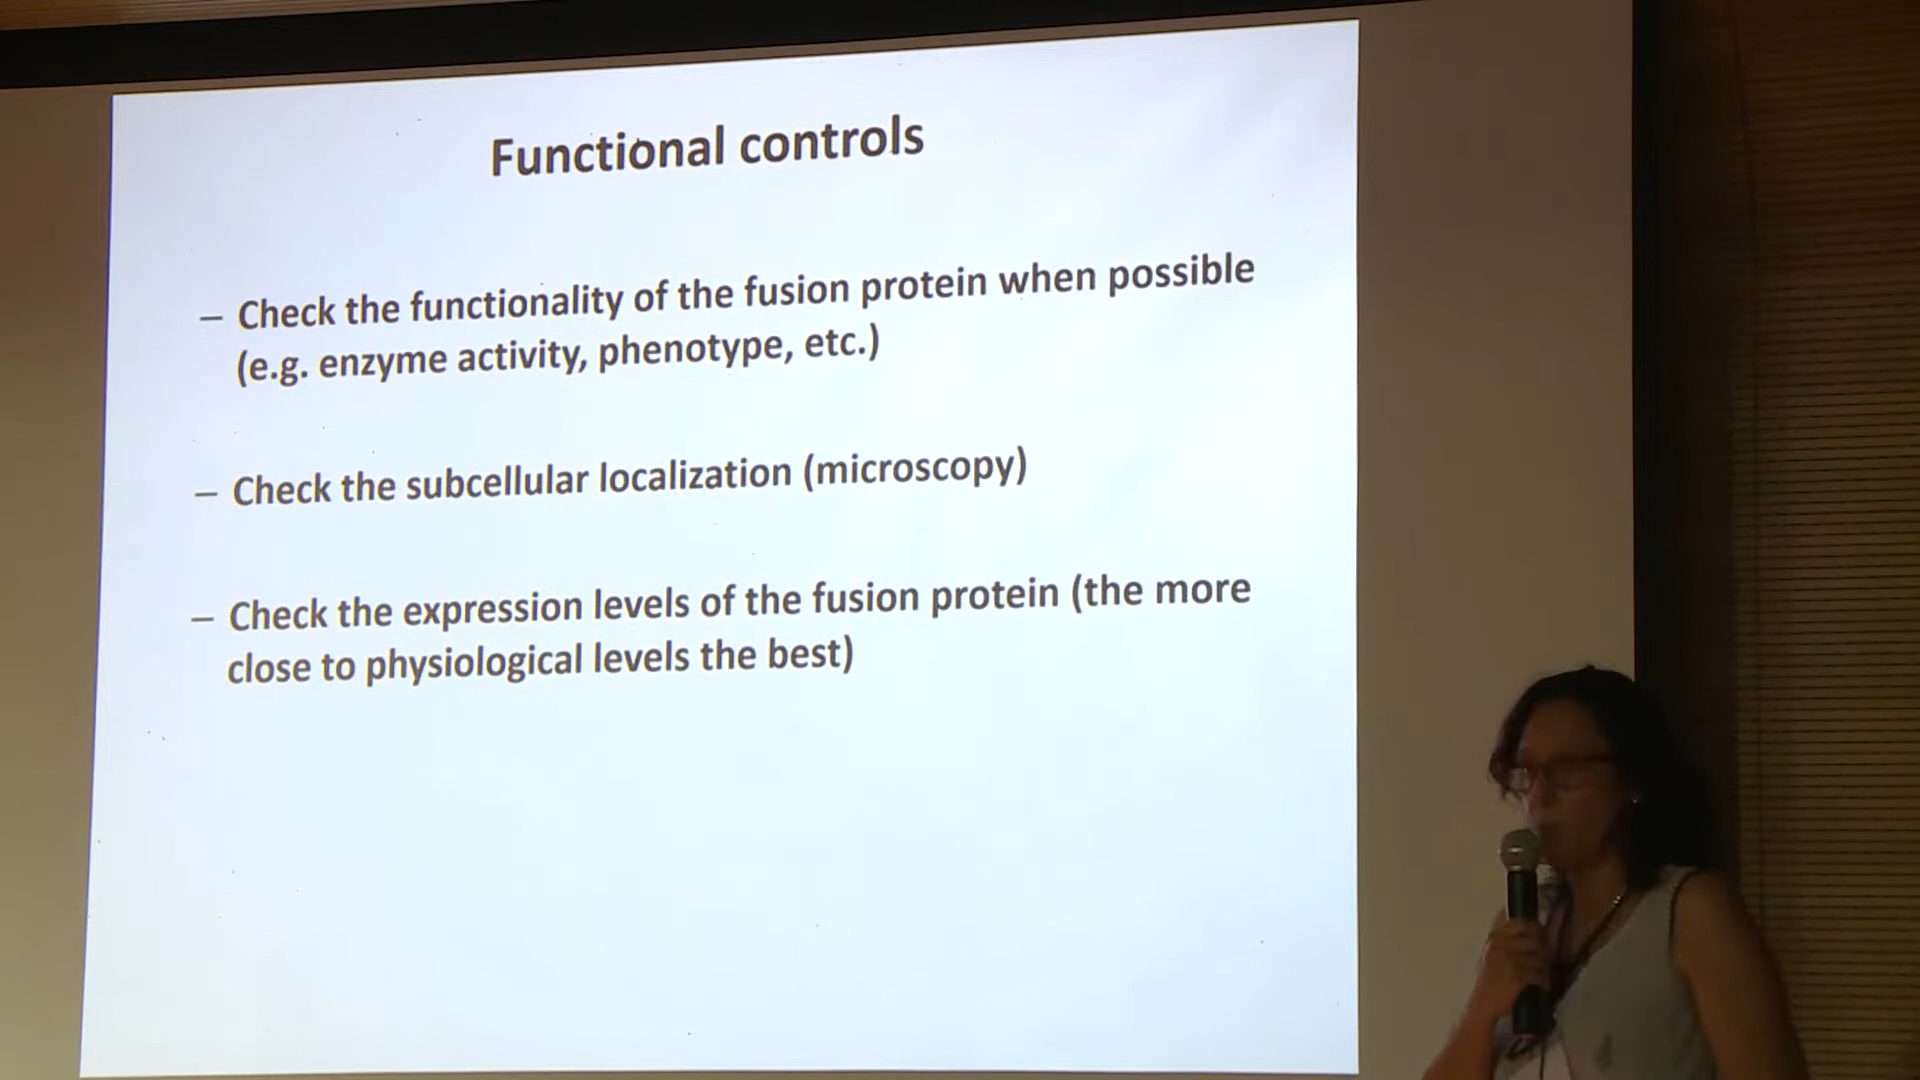 Functional controls
– Check the functionality of the fusion protein when possible
(e.g. enzyme activity, phenotype, etc.)
– Check the subcellular localization (microscopy)
– Check the expression levels of the fusion protein (the more
close to physiological levels the best)